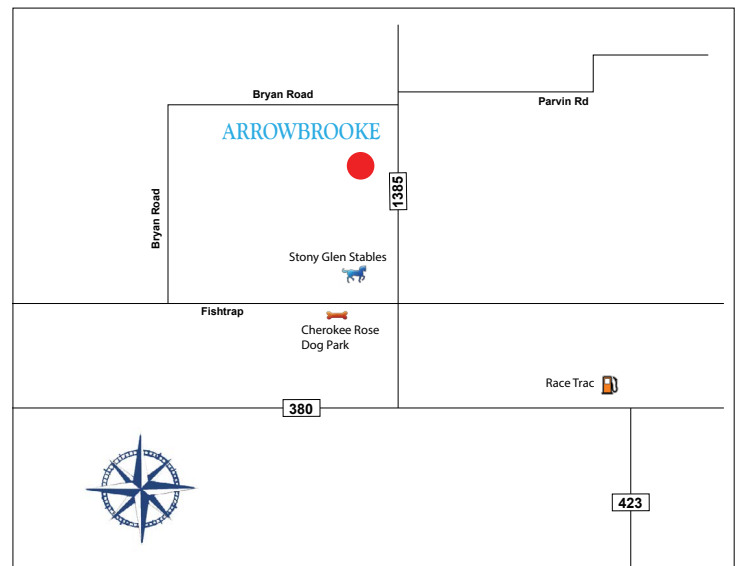 Bryan Road
Parvin Rd
ARROWBROOKE
1385
Bryan Road
Stony Glen Stables
Fishtrap
Cherokee Rose
Dog Park
Race Trac
380
423